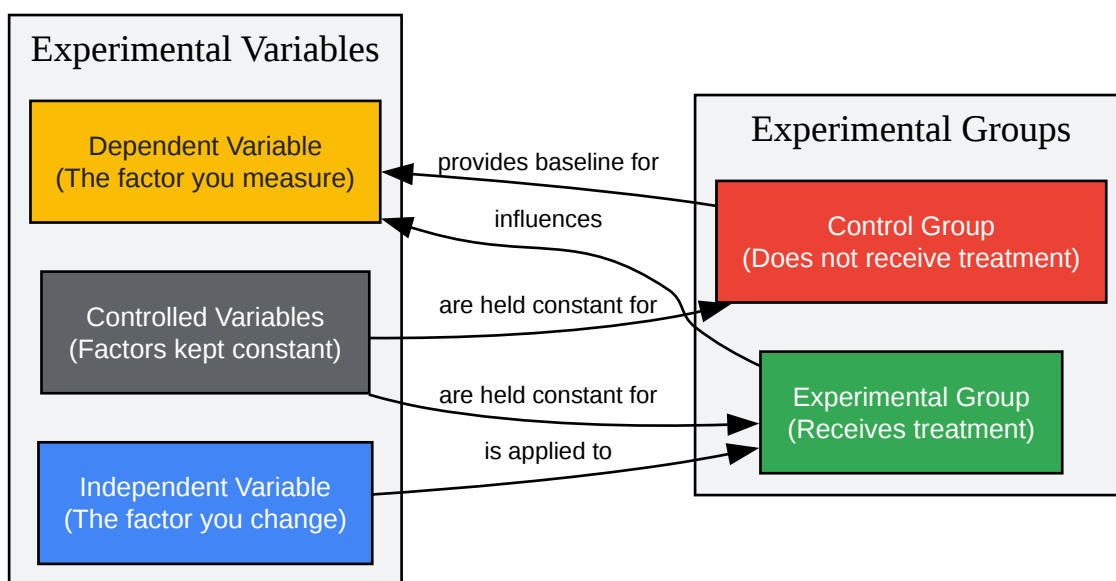 Experimental Variables
Dependent Variable
(The factor you measure)
Controlled Variables
(Factors kept constant)
Independent Variable
(The factor you change)
provides baseline for
influences
are held constant for
are held constant for
is applied to
Experimental Groups
Control Group
(Does not receive treatment)
Experimental Group
(Receives treatment)